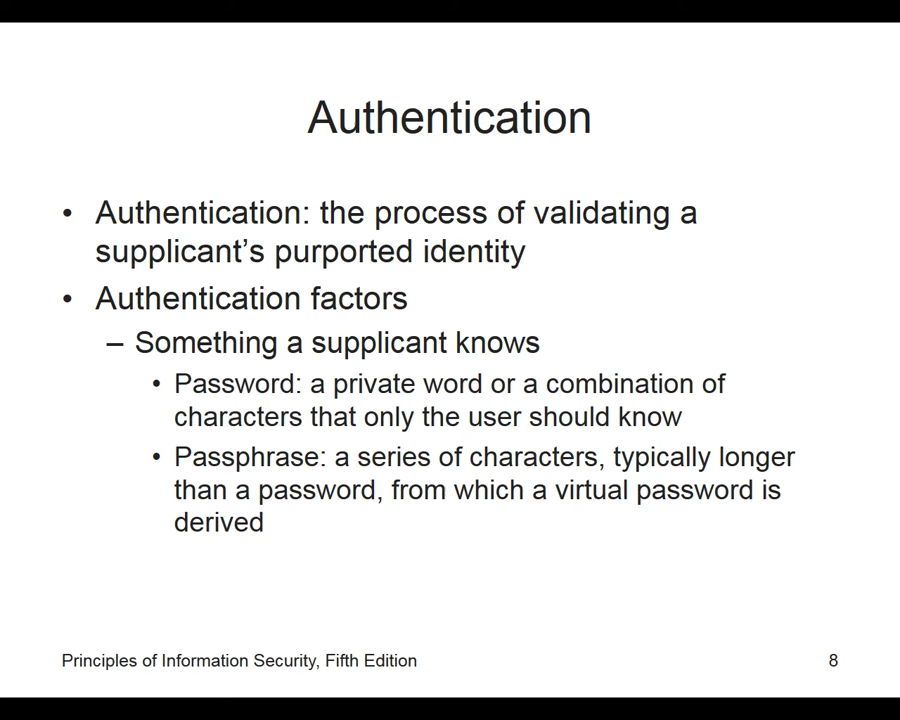 Authentication
• Authentication: the process of validating a
supplicant’s purported identity
• Authentication factors
– Something a supplicant knows
• Password: a private word or a combination of
characters that only the user should know
• Passphrase: a series of characters, typically longer
than a password, from which a virtual password is
derived
Principles of Information Security, Fifth Edition
8